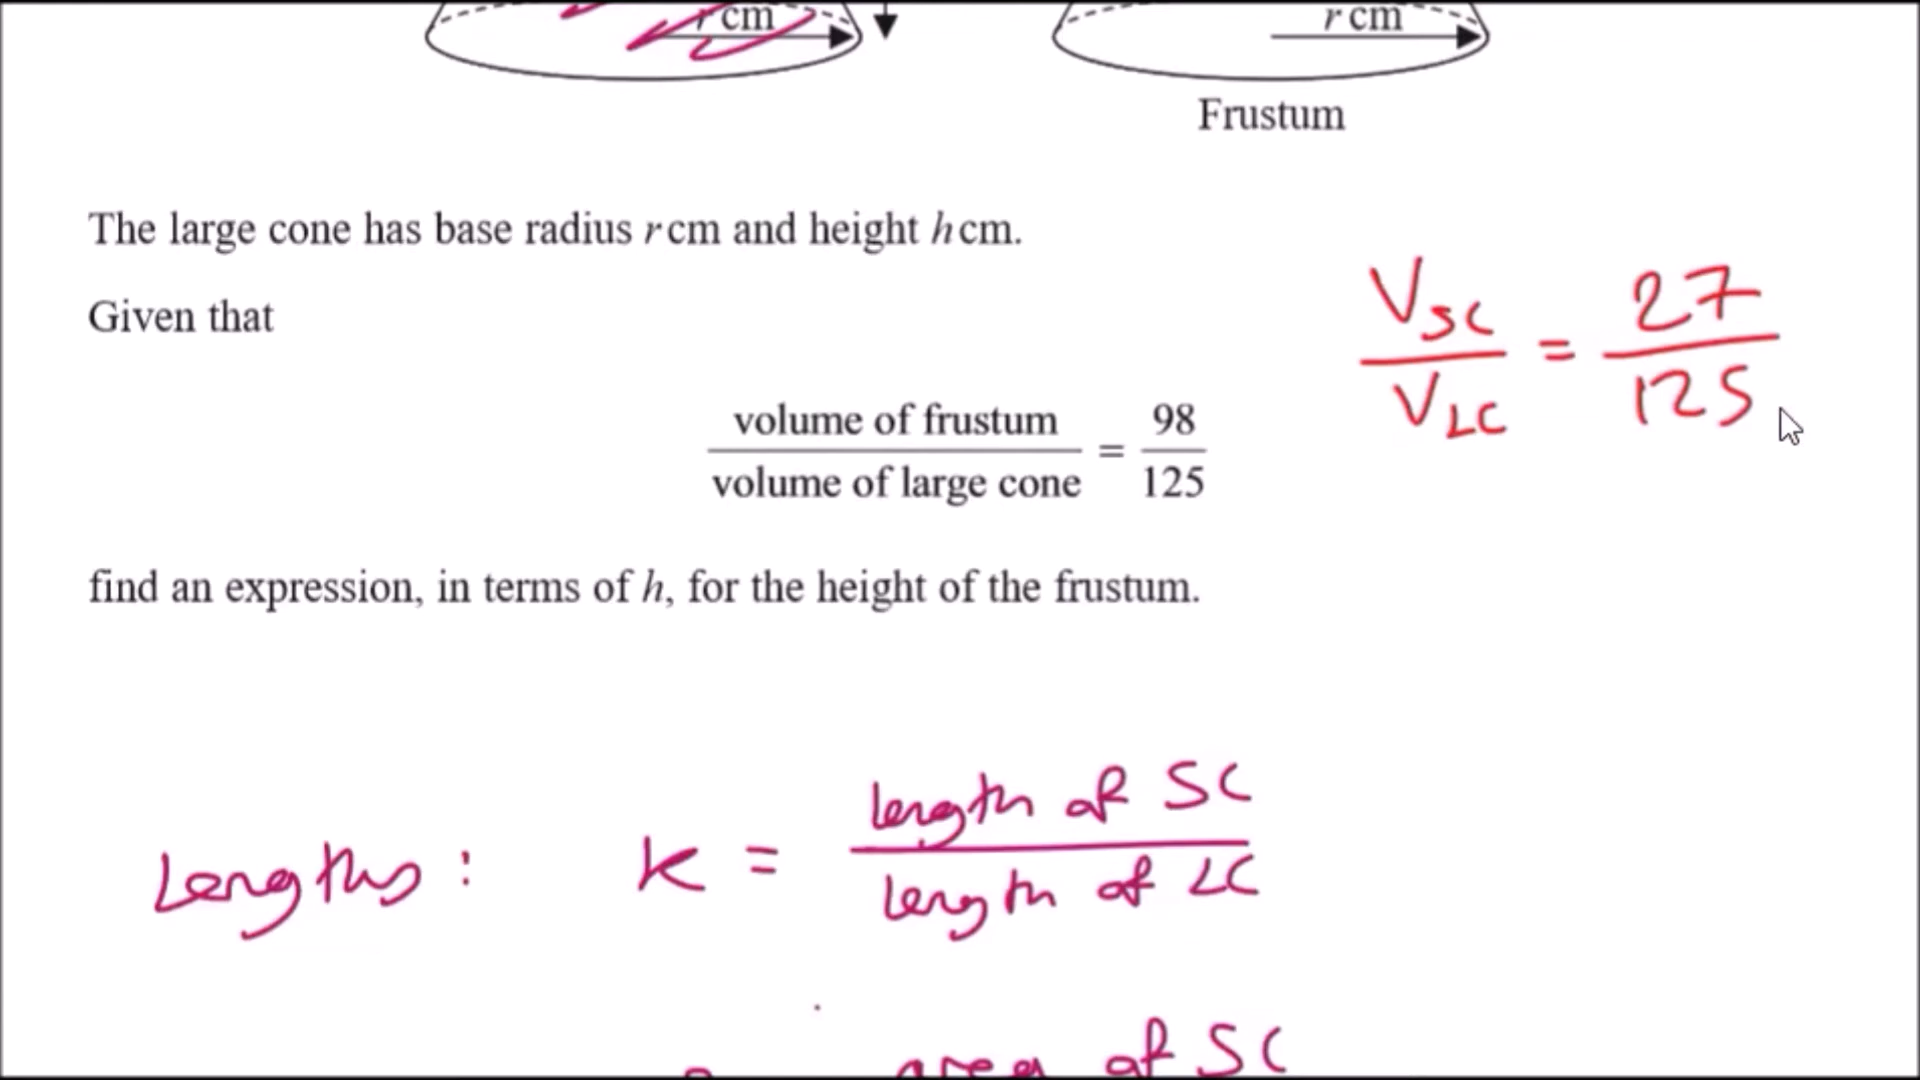 r cm
r cm
Frustum
The large cone has base radius r cm and height h cm.
Given that
volume of frustum / volume of large cone = 98 / 125
V_SC / V_LC = 27 / 125
find an expression, in terms of h, for the height of the frustum.
Lengths : K = length of SC / length of LC
area of SC